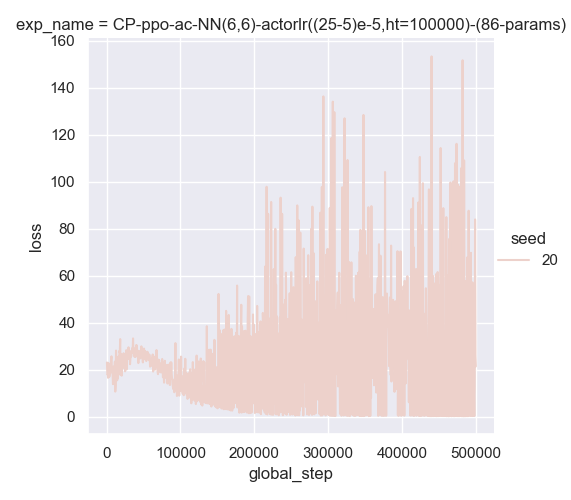 exp_name = CP-ppo-ac-NN(6,6)-actorlr((25-5)e-5,ht=100000)-(86-params)
160
140
120
100
80
60
40
20
0
loss
0 100000 200000 300000 400000 500000
global_step
seed
20